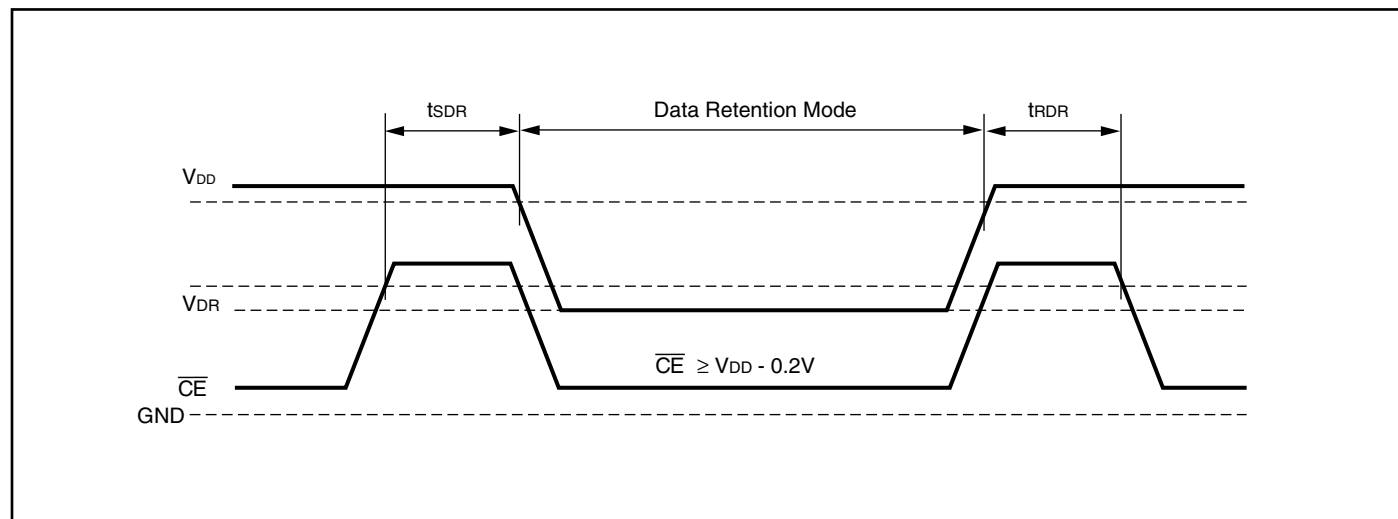 tSDR Data Retention Mode tRDR
VDD
VDR
CE ≥ VDD - 0.2V
CE
GND